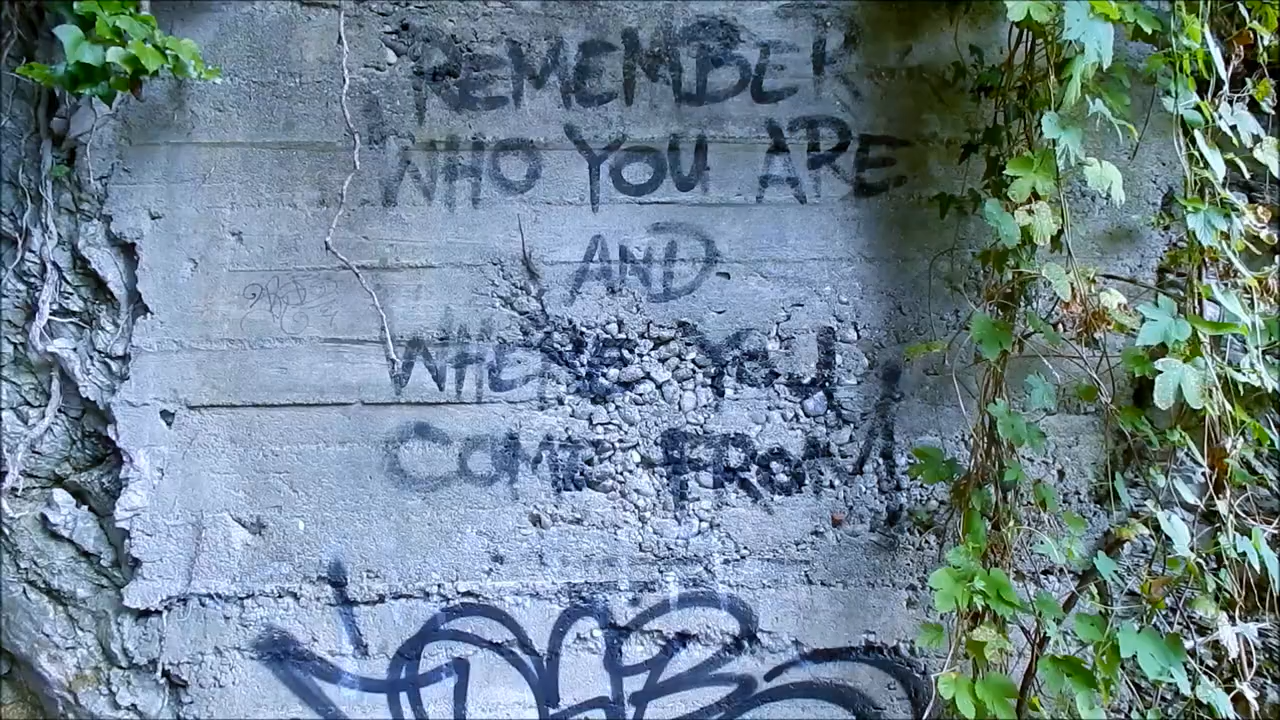 REMEMBER
WHO YOU ARE
AND
WHERE YOU
COME FROM!